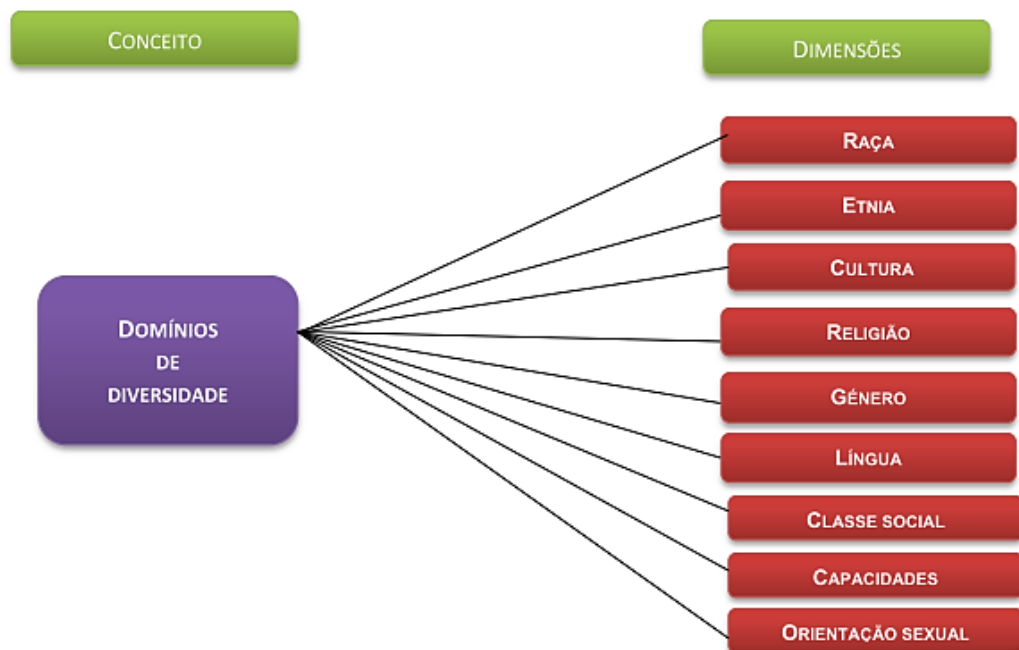 CONCEITO
DIMENSÕES
RAÇA
ETNIA
CULTURA
RELIGIÃO
GÉNERO
LÍNGUA
CLASSE SOCIAL
CAPACIDADES
ORIENTAÇÃO SEXUAL
DOMÍNIOS
DE
DIVERSIDADE